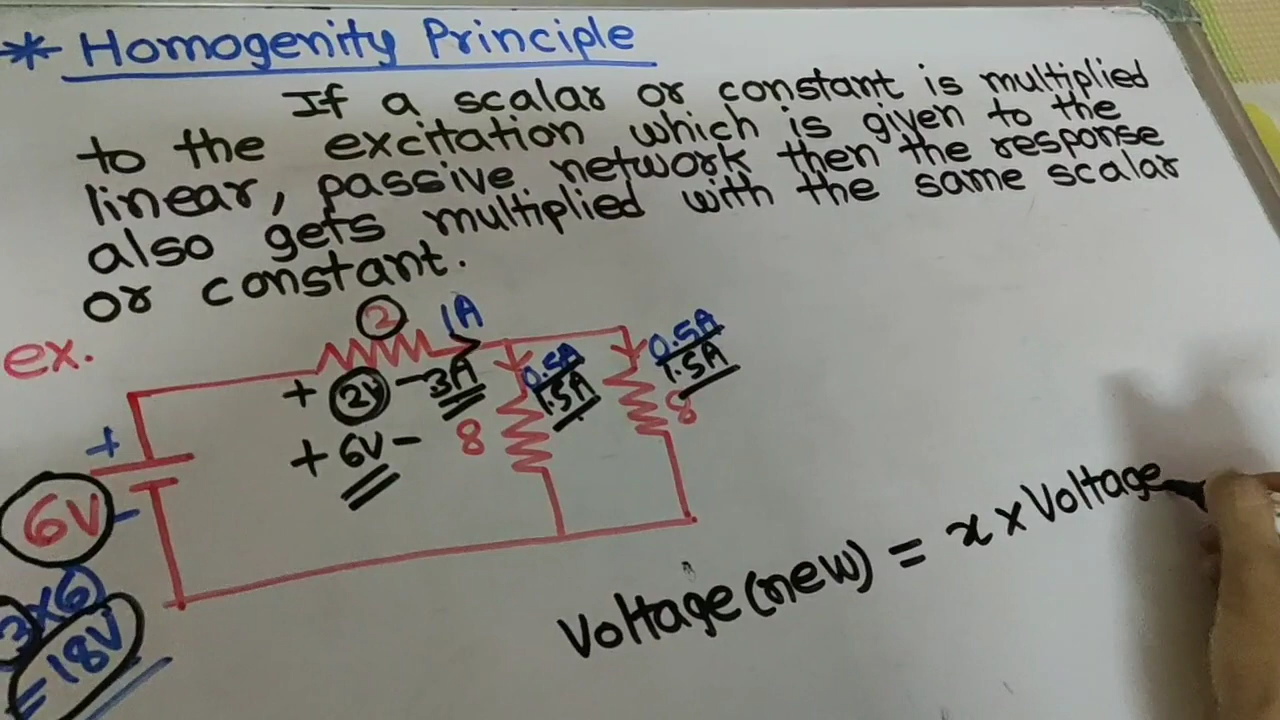 * Homogenity Principle
If a scalar or constant is multiplied
to the excitation which is given to the
linear, passive network then the response
also gets multiplied with the same scalar
or constant.
ex.
2
1A
0.5A
0.5A
1.5A
1.5A
+ 2V - 3A
8
8
+ 6V -
+
6V
-
3x6
= 18V
Voltage (new) = x x Voltage